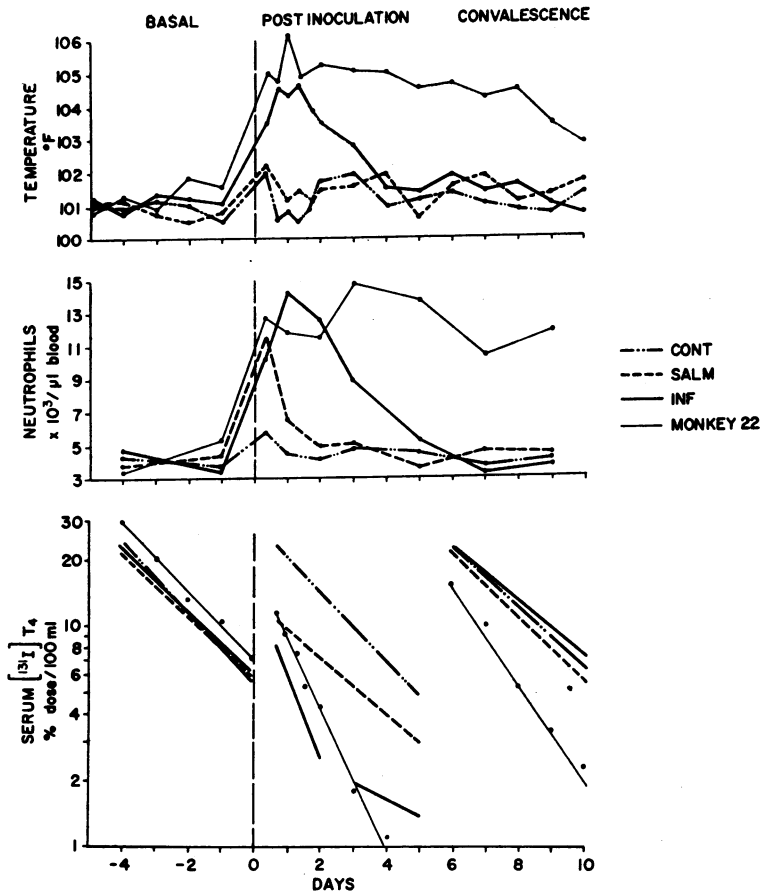 BASAL POST INOCULATION CONVALESCENCE
TEMPERATURE
°F
106
105
104
103
102
101
100
NEUTROPHILS
x 10³/µl blood
15
13
11
9
7
5
3
CONT
SALM
INF
MONKEY 22
SERUM [¹³¹I] T₄
% dose/100 ml
30
20
10
8
6
4
2
1
-4 -2 0 2 4 6 8 10
DAYS